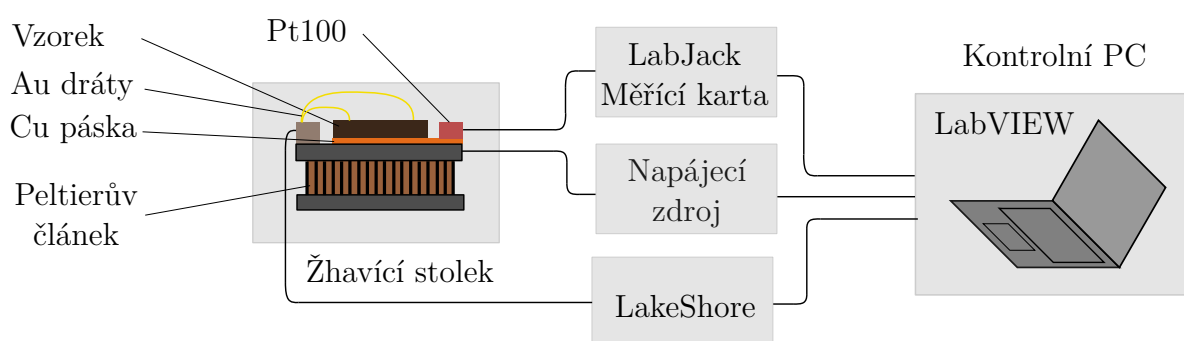 Vzorek
Au dráty
Cu páska
Peltierův
článek
Pt100
Žhavící stolek
LabJack
Měřící karta
Napájecí
zdroj
LakeShore
Kontrolní PC
LabVIEW